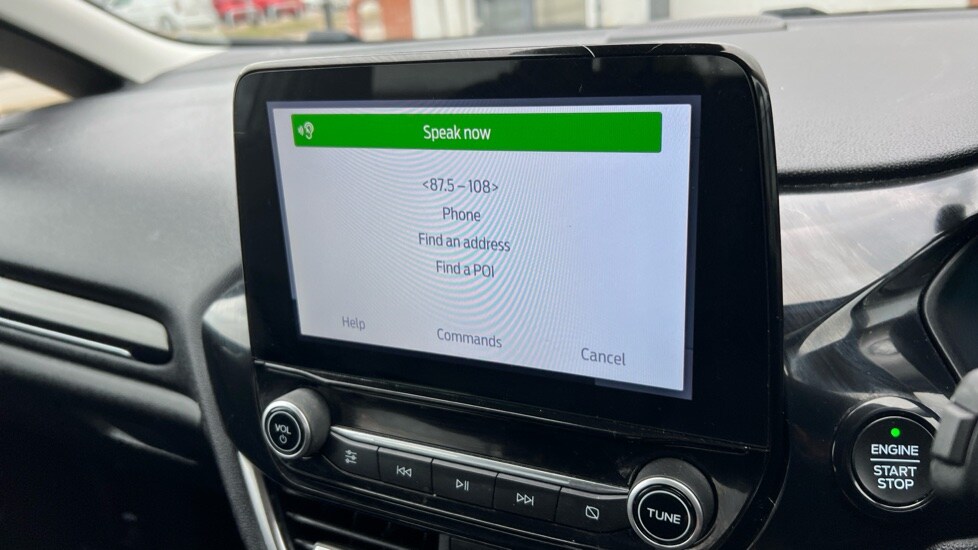 Speak now
<87.5 – 108>
Phone
Find an address
Find a POI
Help
Commands
Cancel
VOL
TUNE
ENGINE
START
STOP